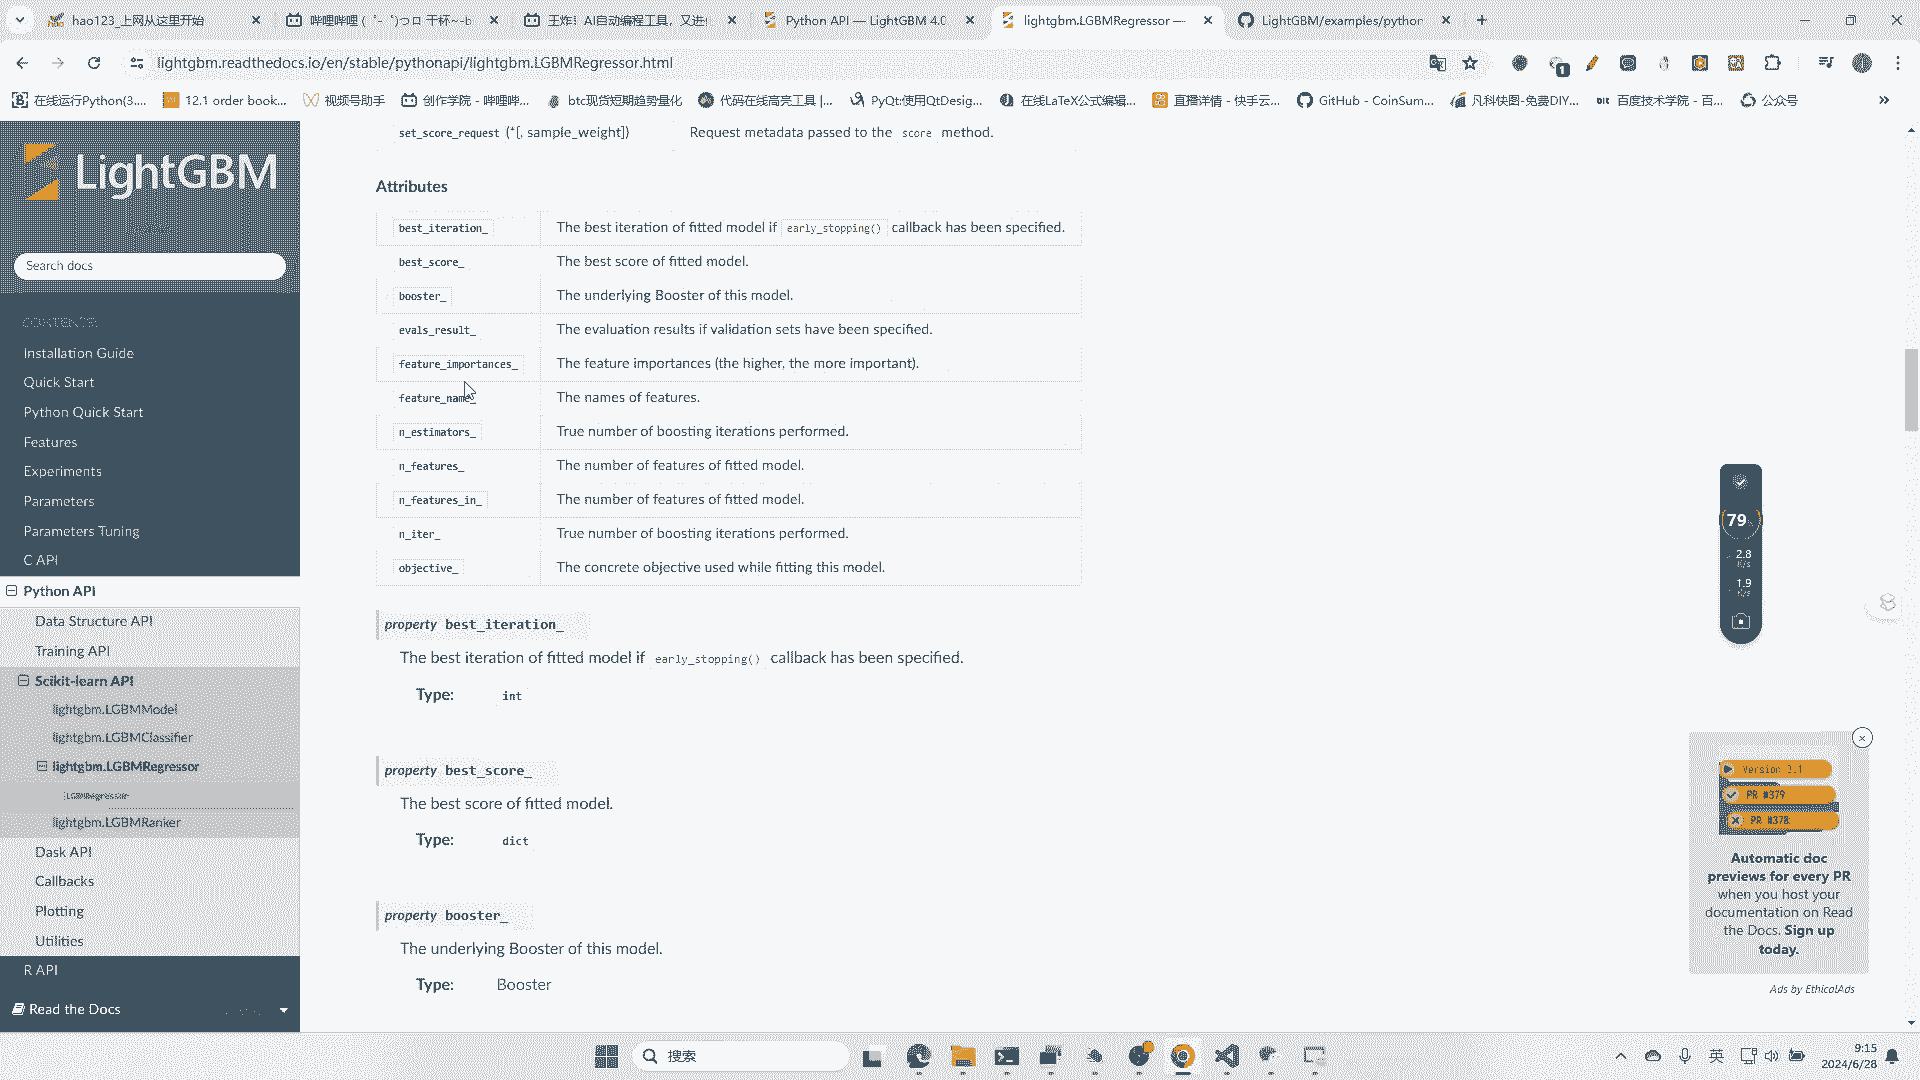 hao123_上网从这里开始
哔哩哔哩 (゜-゜)つロ 干杯~-b
王炸！AI自动编程工具，又进
Python API — LightGBM 4.0
lightgbm.LGBMRegressor —
LightGBM/examples/python
lightgbm.readthedocs.io/en/stable/pythonapi/lightgbm.LGBMRegressor.html
1
在线运行Python(3....
12.1 order book...
视频号助手
创作学院 - 哔哩哔...
btc现货短期趋势量化
代码在线高亮工具 |...
PyQt:使用QtDesig...
在线LaTeX公式编辑...
直播详情 - 快手云...
GitHub - CoinSum...
凡科快图-免费DIY...
百度技术学院 - 百...
公众号
LightGBM
Search docs
CONTENTS:
Installation Guide
Quick Start
Python Quick Start
Features
Experiments
Parameters
Parameters Tuning
C API
Python API
Data Structure API
Training API
Scikit-learn API
lightgbm.LGBMModel
lightgbm.LGBMClassifier
lightgbm.LGBMRegressor
LGBMRegressor
lightgbm.LGBMRanker
Dask API
Callbacks
Plotting
Utilities
R API
Read the Docs
set_score_request (*[, sample_weight]) Request metadata passed to the score method.
Attributes
best_iteration_ The best iteration of fitted model if early_stopping() callback has been specified.
best_score_ The best score of fitted model.
booster_ The underlying Booster of this model.
evals_result_ The evaluation results if validation sets have been specified.
feature_importances_ The feature importances (the higher, the more important).
feature_name_ The names of features.
n_estimators_ True number of boosting iterations performed.
n_features_ The number of features of fitted model.
n_features_in_ The number of features of fitted model.
n_iter_ True number of boosting iterations performed.
objective_ The concrete objective used while fitting this model.
property best_iteration_
The best iteration of fitted model if early_stopping() callback has been specified.
Type: int
property best_score_
The best score of fitted model.
Type: dict
property booster_
The underlying Booster of this model.
Type: Booster
79
2.8
K/s
1.9
K/s
Version 2.1
PR #379
PR #378
Automatic doc
previews for every PR
when you host your
documentation on Read
the Docs. Sign up
today.
Ads by EthicalAds
搜索
英
9:15
2024/6/28